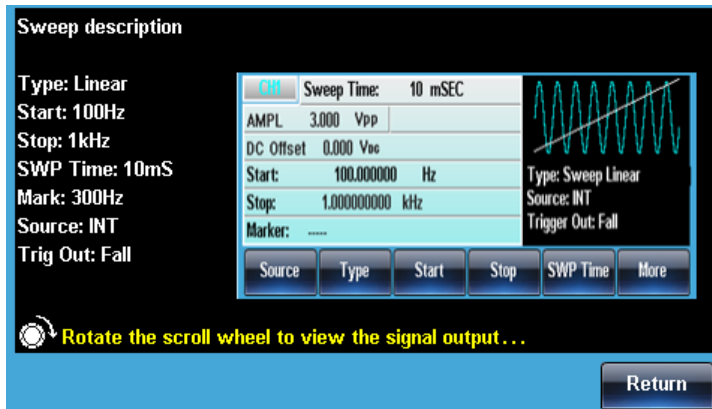 Sweep description
Type: Linear
Start: 100Hz
Stop: 1kHz
SWP Time: 10mS
Mark: 300Hz
Source: INT
Trig Out: Fall
CH1 Sweep Time: 10 mSEC
AMPL 3.000 Vpp
DC Offset 0.000 VDC
Start: 100.000000 Hz
Stop: 1.000000000 kHz
Marker: ----
Type: Sweep Linear
Source: INT
Trigger Out: Fall
Source Type Start Stop SWP Time More
Rotate the scroll wheel to view the signal output...
Return